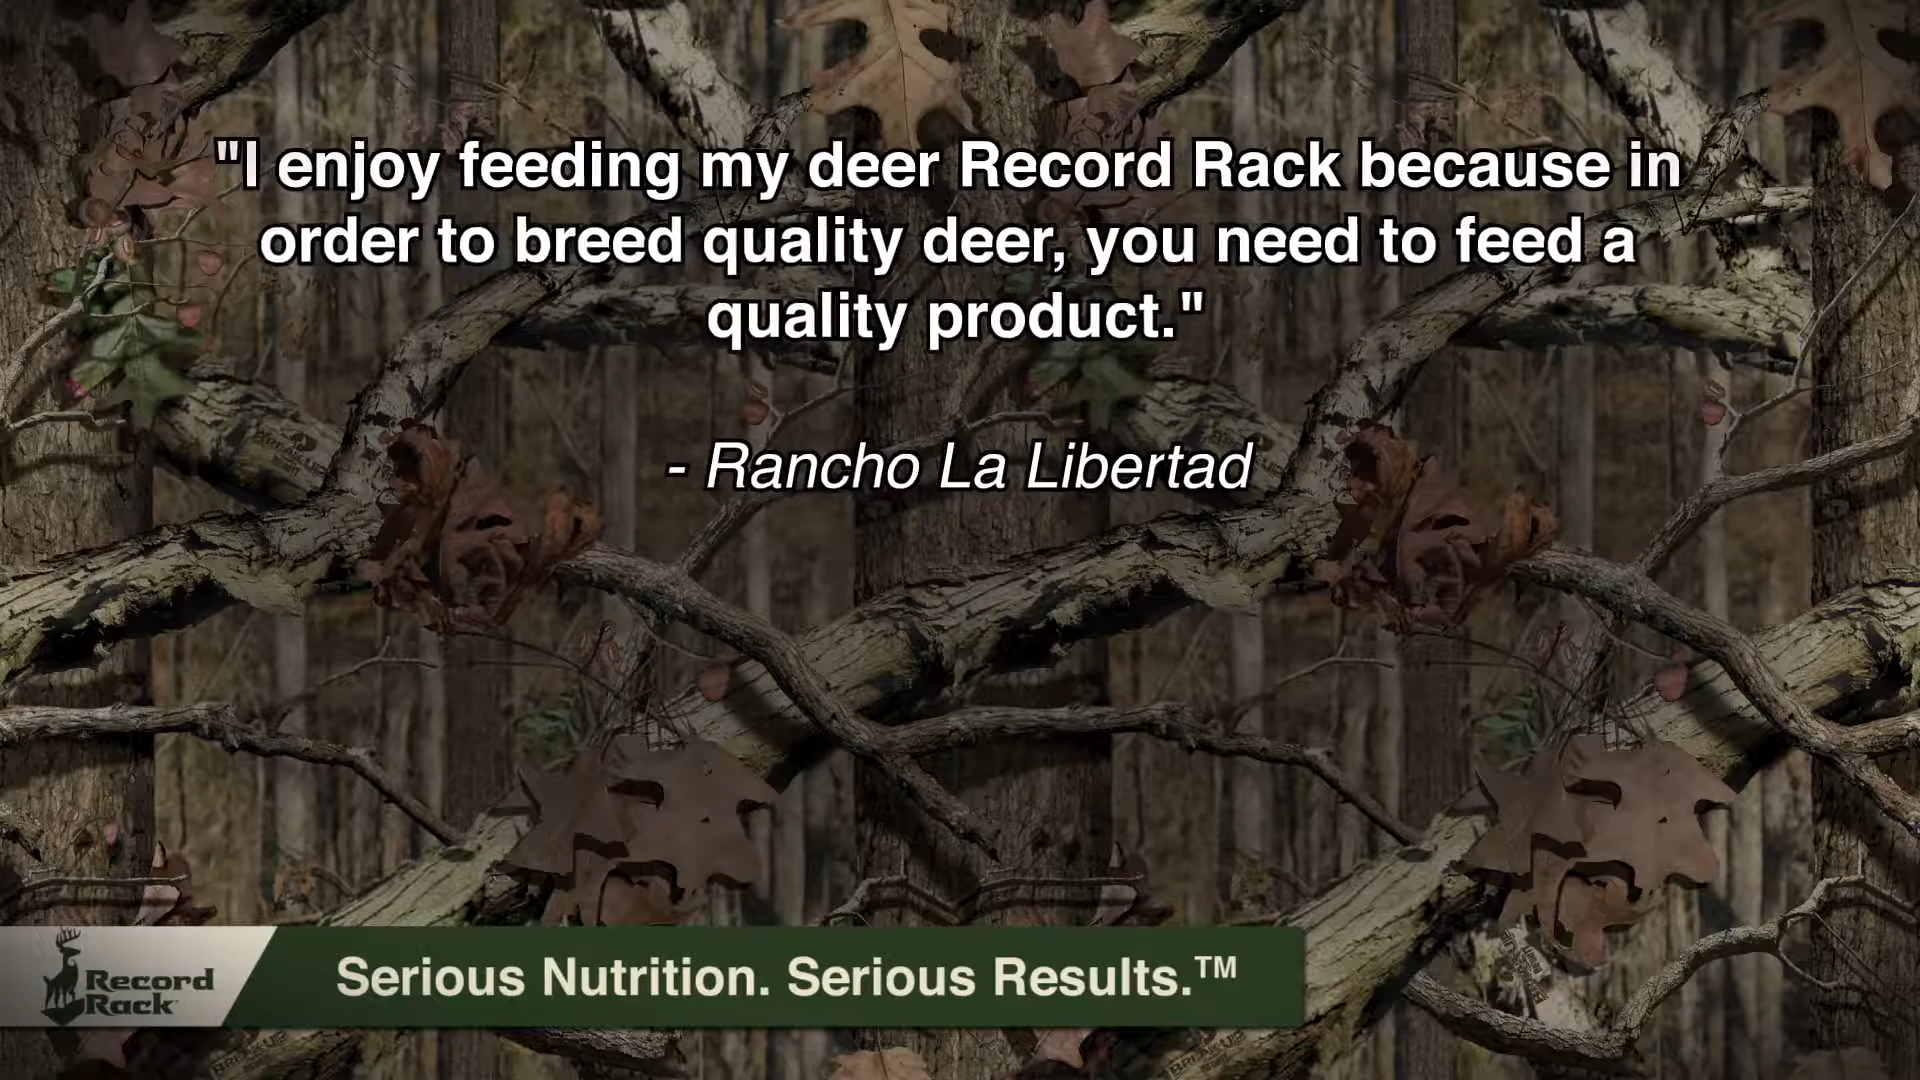 "I enjoy feeding my deer Record Rack because in
order to breed quality deer, you need to feed a
quality product."
- Rancho La Libertad
Record
Rack
Serious Nutrition. Serious Results.™